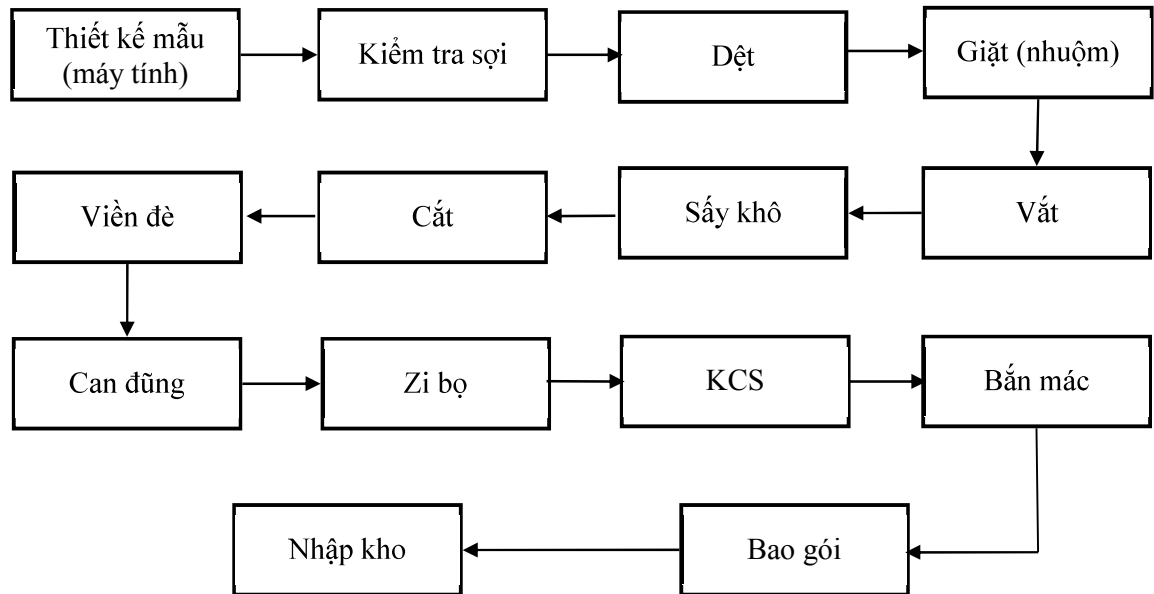 Thiết kế mẫu
(máy tính)
Kiểm tra sợi
Dệt
Giặt (nhuộm)
Vắt
Sấy khô
Cắt
Viền đè
Can đũng
Zi bọ
KCS
Bắn mác
Bao gói
Nhập kho